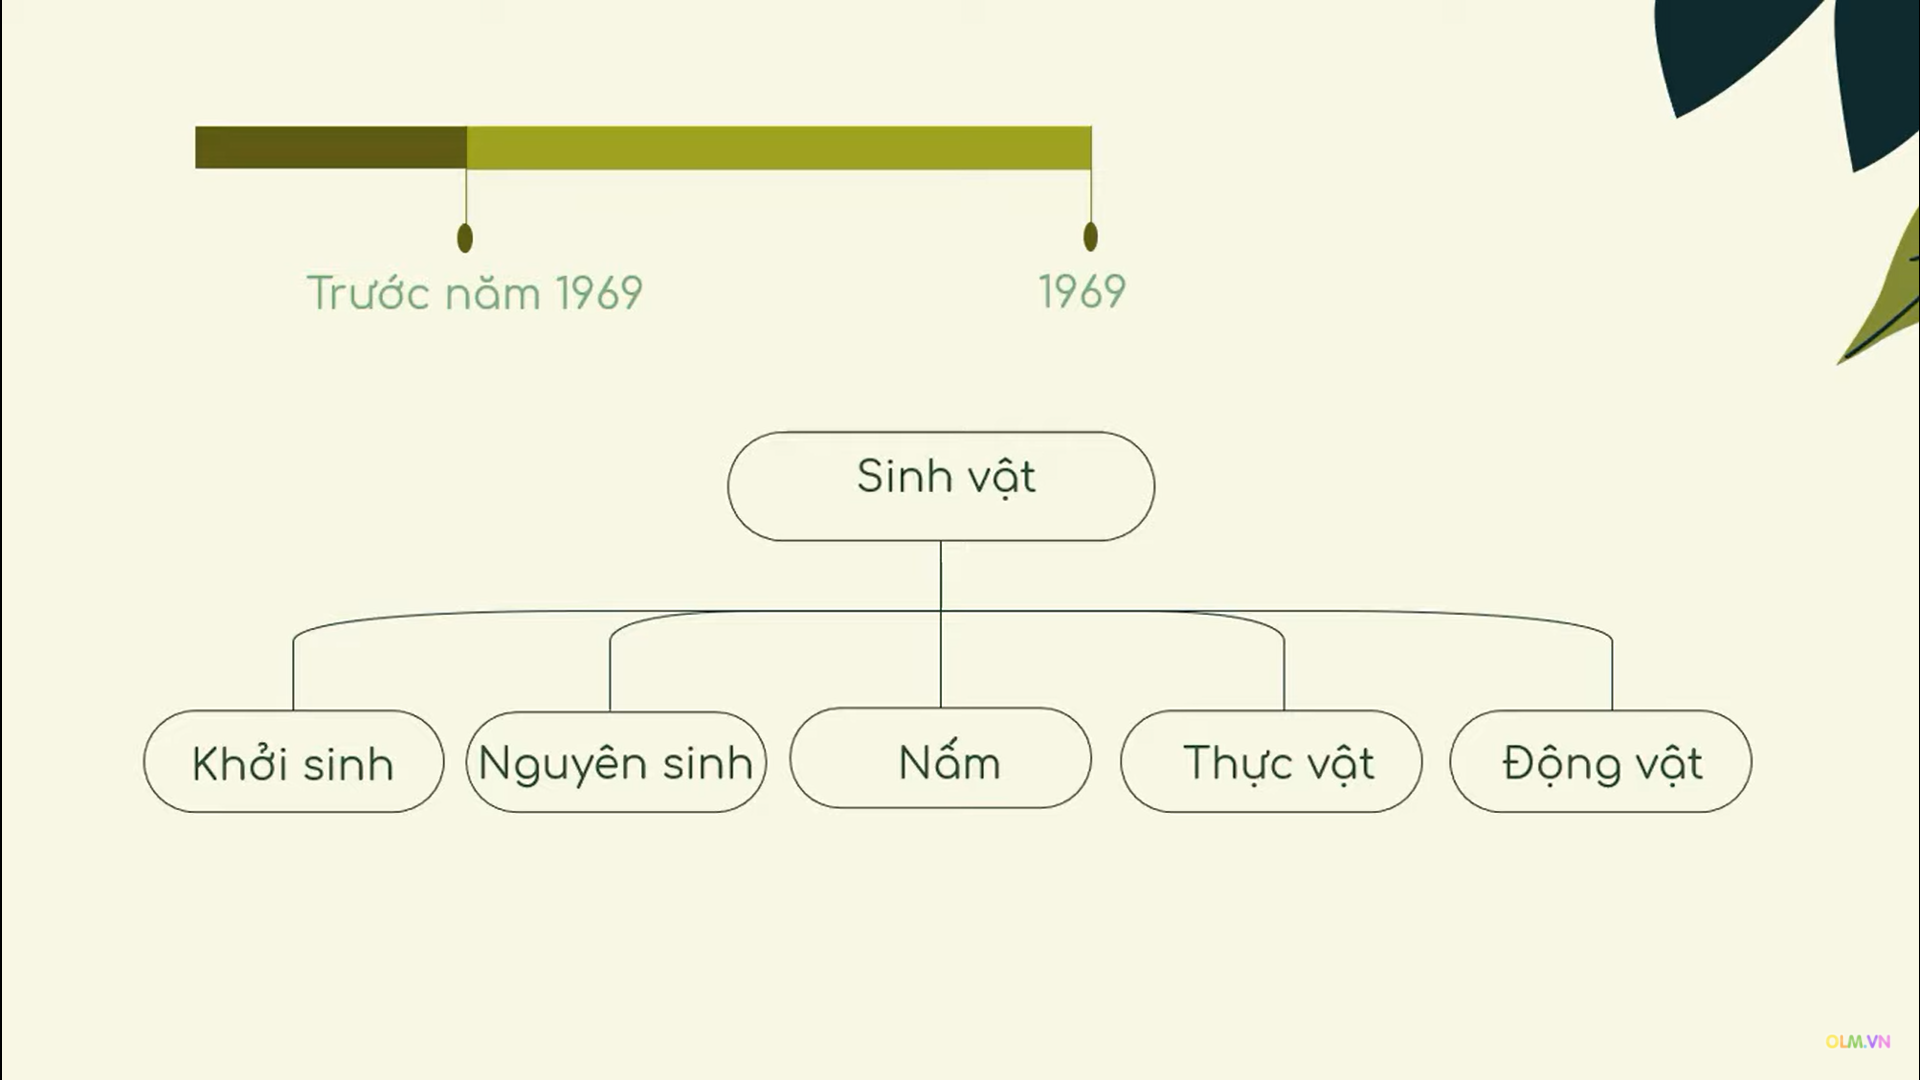 Trước năm 1969
1969
Sinh vật
Khởi sinh
Nguyên sinh
Nấm
Thực vật
Động vật
OLM.VN